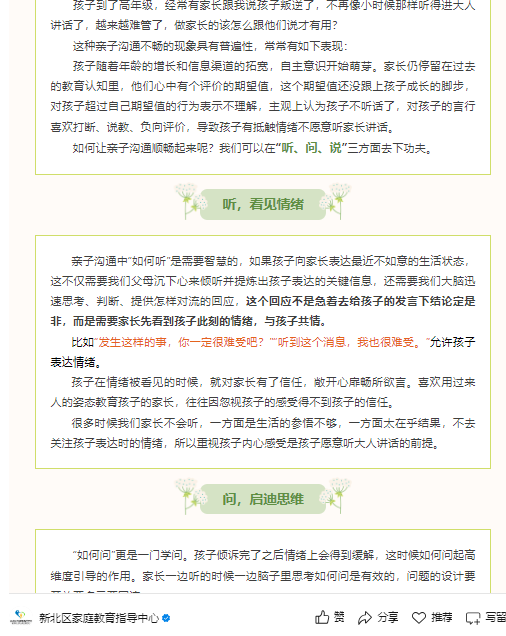 孩子到了高年级，经常有家长跟我说孩子叛逆了，不再像小时候那样听得进大人
讲话了，越来越难管了，做家长的该怎么跟他们说才有用？
这种亲子沟通不畅的现象具有普遍性，常常有如下表现：
孩子随着年龄的增长和信息渠道的拓宽，自主意识开始萌芽。家长仍停留在过去
的教育认知里，他们心中有个评价的期望值，这个期望值还没跟上孩子成长的脚步，
对孩子超过自己期望值的行为表示不理解，主观上认为孩子不听话了，对孩子的言行
喜欢打断、说教、负向评价，导致孩子有抵触情绪不愿意听家长讲话。
如何让亲子沟通顺畅起来呢？我们可以在“听、问、说”三方面去下功夫。
听，看见情绪
亲子沟通中“如何听”是需要智慧的，如果孩子向家长表达最近不如意的生活状态，
这不仅需要我们父母沉下心来倾听并提炼出孩子表达的关键信息，还需要我们大脑迅
速思考、判断、提供怎样对流的回应，这个回应不是急着去给孩子的发言下结论定是
非，而是需要家长先看到孩子此刻的情绪，与孩子共情。
比如“发生这样的事，你一定很难受吧？”“听到这个消息，我也很难受。”允许孩子
表达情绪。
孩子在情绪被看见的时候，就对家长有了信任，敞开心扉畅所欲言。喜欢用过来
人的姿态教育孩子的家长，往往因忽视孩子的感受得不到孩子的信任。
很多时候我们家长不会听，一方面是生活的参悟不够，一方面太在乎结果，不去
关注孩子表达时的情绪，所以重视孩子内心感受是孩子愿意听大人讲话的前提。
问，启迪思维
“如何问”更是一门学问。孩子倾诉完了之后情绪上会得到缓解，这时候如何问起高
维度引导的作用。家长一边听的时候一边脑子里思考如何问是有效的，问题的设计要
新北区家庭教育指导中心
赞
分享
推荐
写留